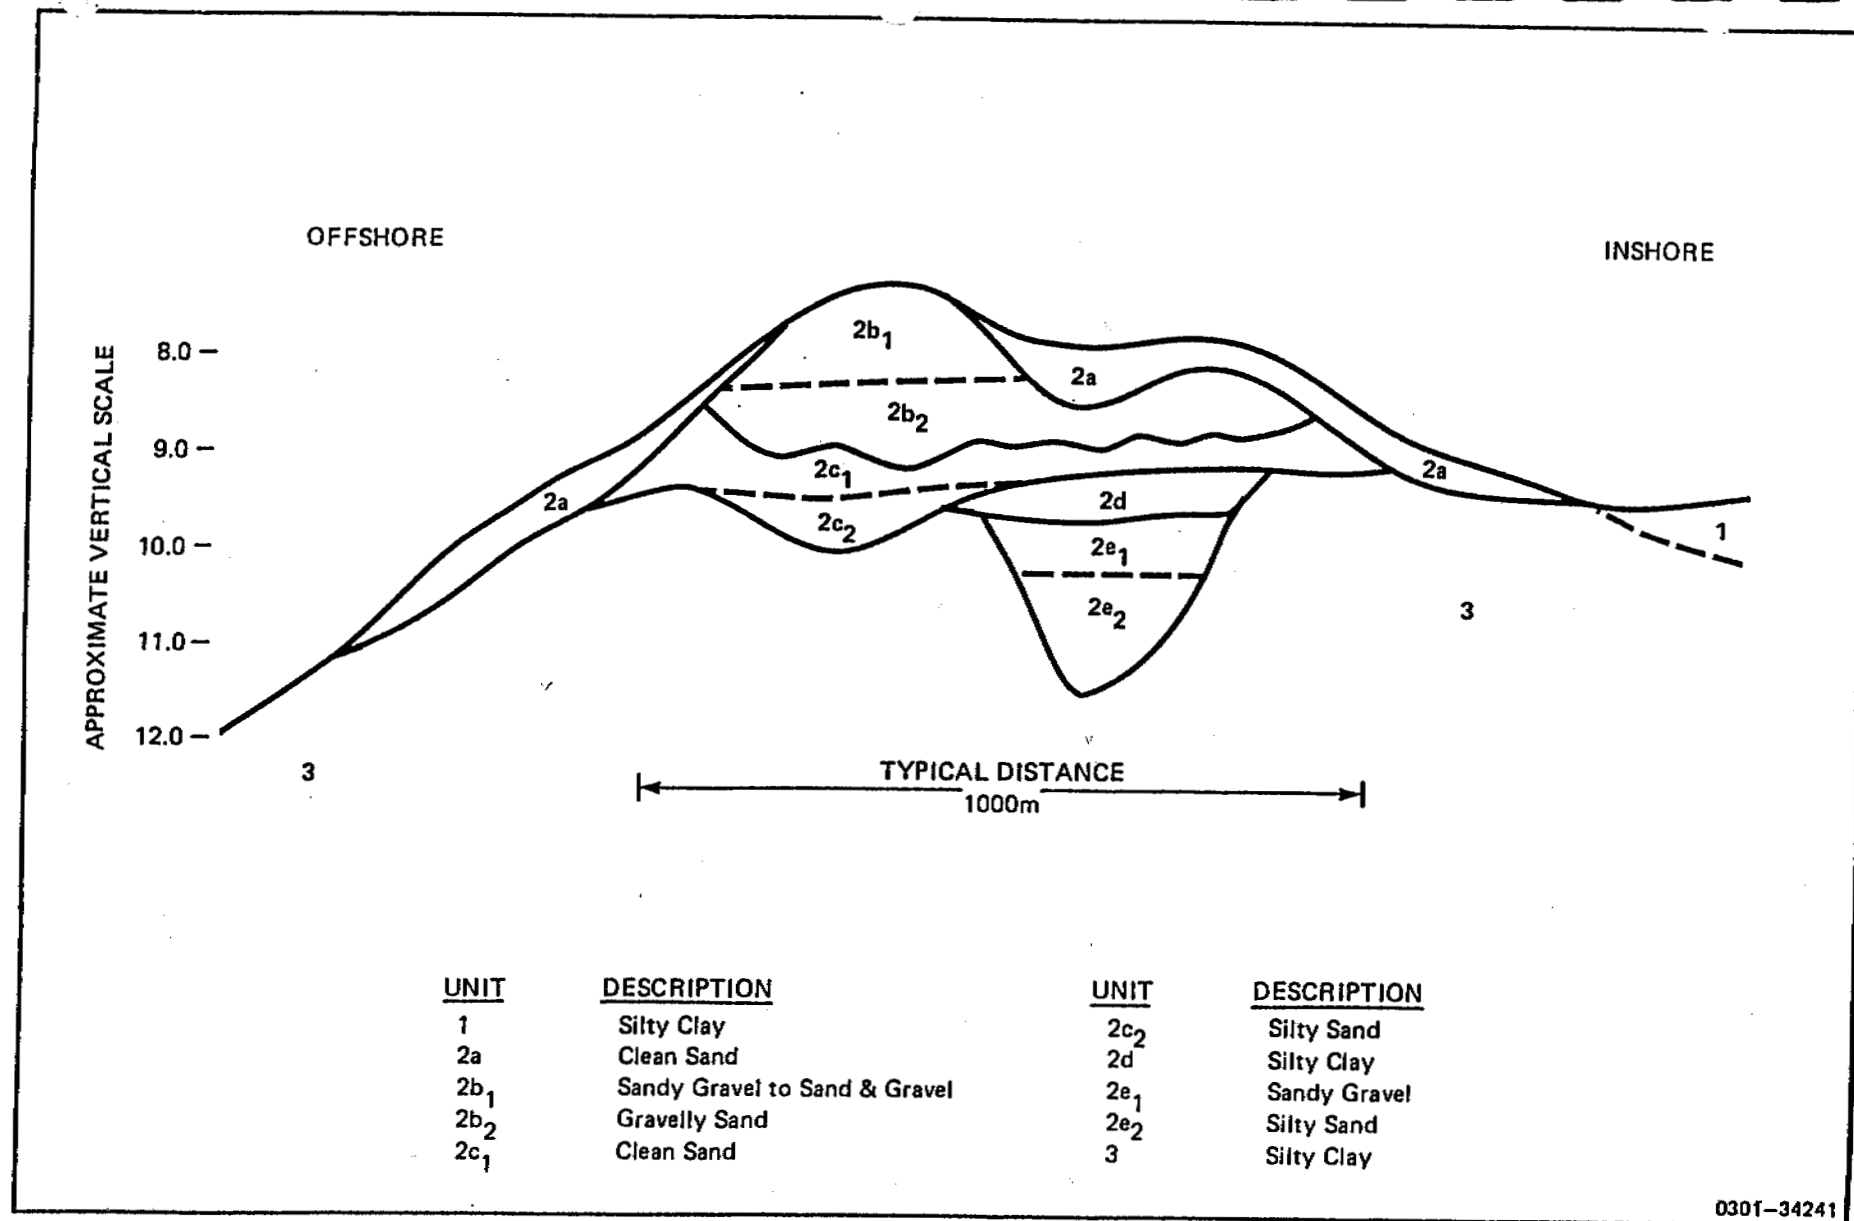 OFFSHORE
INSHORE
APPROXIMATE VERTICAL SCALE
8.0
9.0
10.0
11.0
12.0
2b1
2a
2b2
2c1
2a
2a
2d
2c2
1
2e1
2e2
3
3
TYPICAL DISTANCE
1000m
UNIT DESCRIPTION
1 Silty Clay
2a Clean Sand
2b1 Sandy Gravel to Sand & Gravel
2b2 Gravelly Sand
2c1 Clean Sand
UNIT DESCRIPTION
2c2 Silty Sand
2d Silty Clay
2e1 Sandy Gravel
2e2 Silty Sand
3 Silty Clay
0301-34241